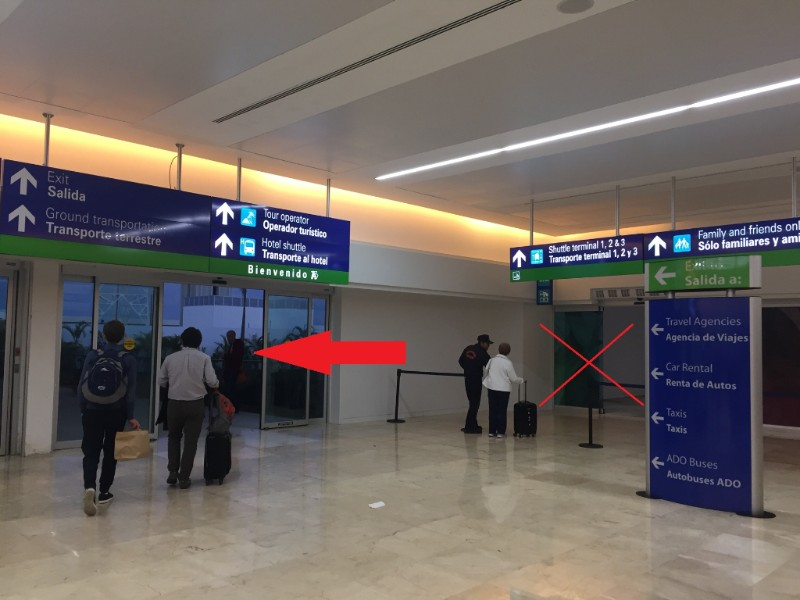 Exit
Salida
Ground transportation
Transporte terrestre
Tour operator
Operador turístico
Hotel shuttle
Transporte al hotel
Bienvenido
Shuttle terminal 1, 2 & 3
Transporte terminal 1, 2 y 3
Family and friends onl
Sólo familiares y ami
Salida a:
Travel Agencies
Agencia de Viajes
Car Rental
Renta de Autos
Taxis
Taxis
ADO Buses
Autobuses ADO